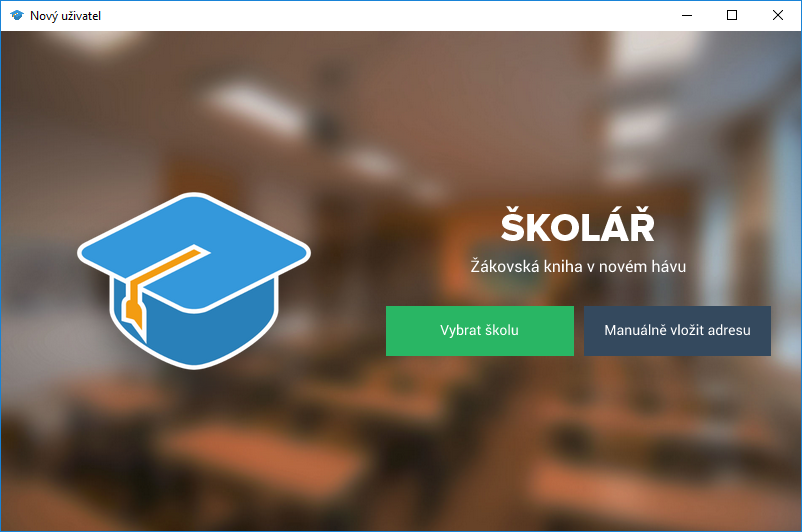 Nový uživatel
ŠKOLÁŘ
Žákovská kniha v novém hávu
Vybrat školu
Manuálně vložit adresu